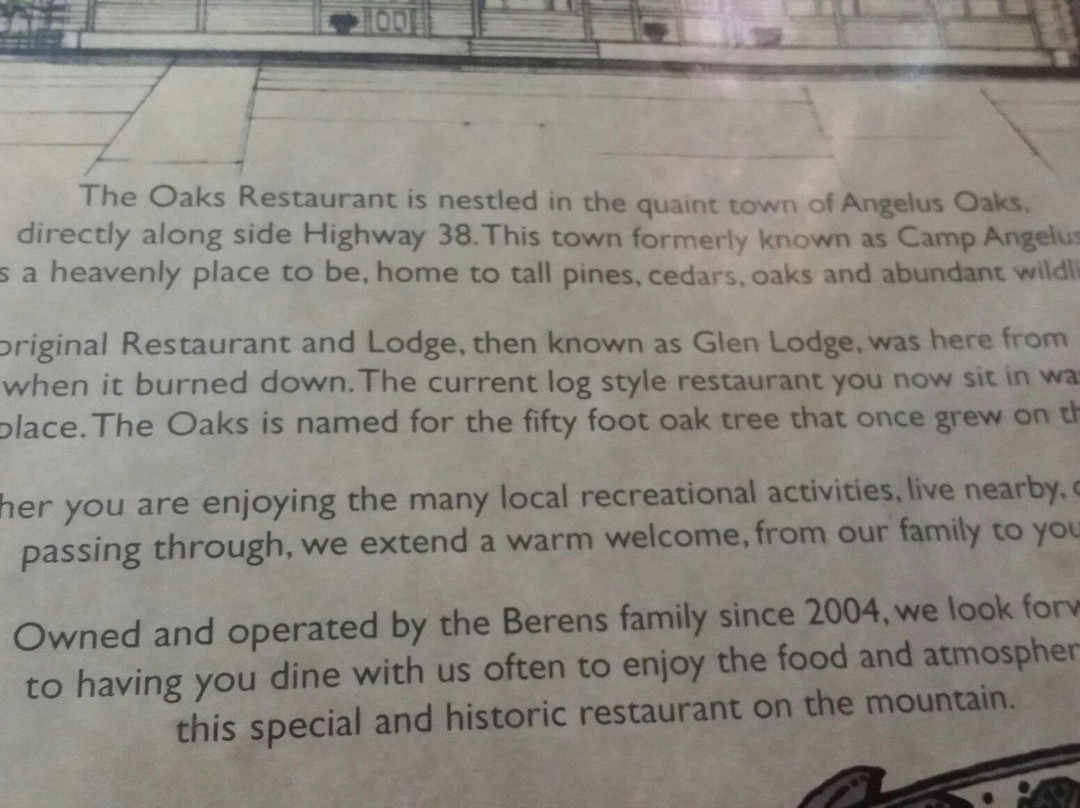 The Oaks Restaurant is nestled in the quaint town of Angelus Oaks,
directly along side Highway 38. This town formerly known as Camp Angelus
a heavenly place to be, home to tall pines, cedars, oaks and abundant
original Restaurant and Lodge, then known as Glen Lodge, was here from
when it burned down. The current log style restaurant you now sit in
place. The Oaks is named for the fifty foot oak tree that once grew on
you are enjoying the many local recreational activities, live nearby,
passing through, we extend a warm welcome, from our family to
Owned and operated by the Berens family since 2004, we look
to having you dine with us often to enjoy the food and
this special and historic restaurant on the mountain.